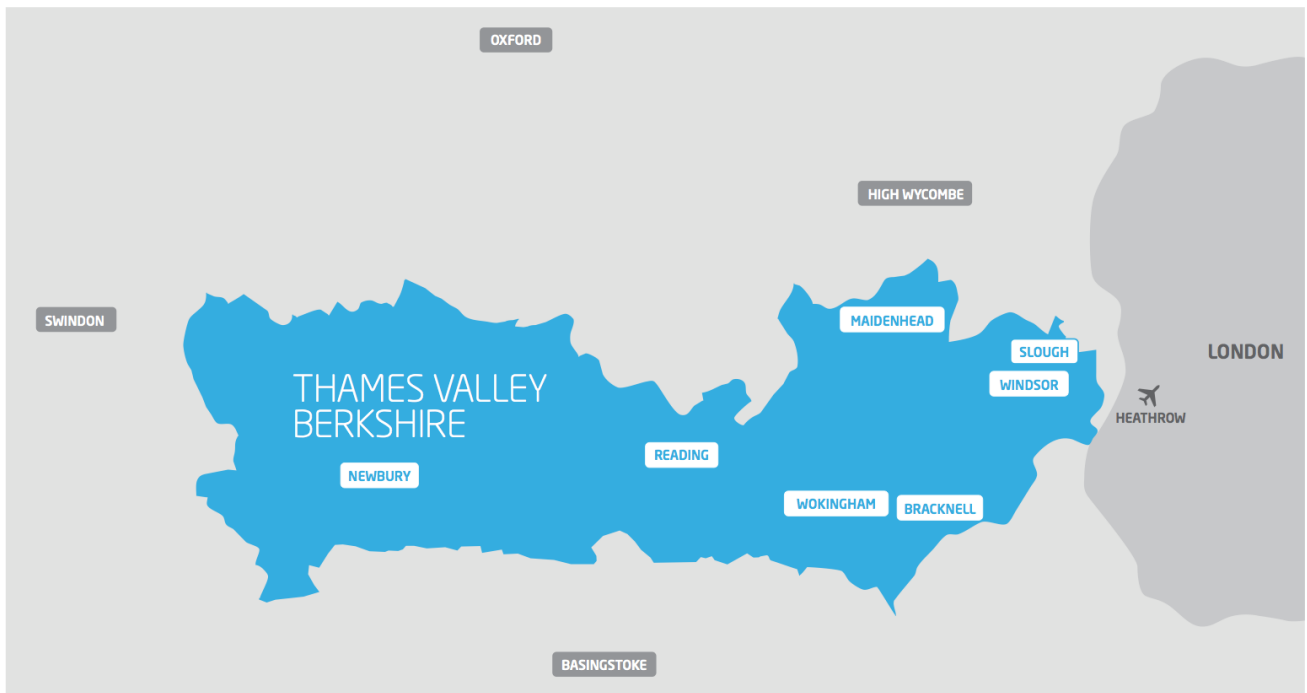 OXFORD
HIGH WYCOMBE
SWINDON
MAIDENHEAD
SLOUGH
LONDON
WINDSOR
THAMES VALLEY
BERKSHIRE
HEATHROW
READING
NEWBURY
WOKINGHAM
BRACKNELL
BASINGSTOKE